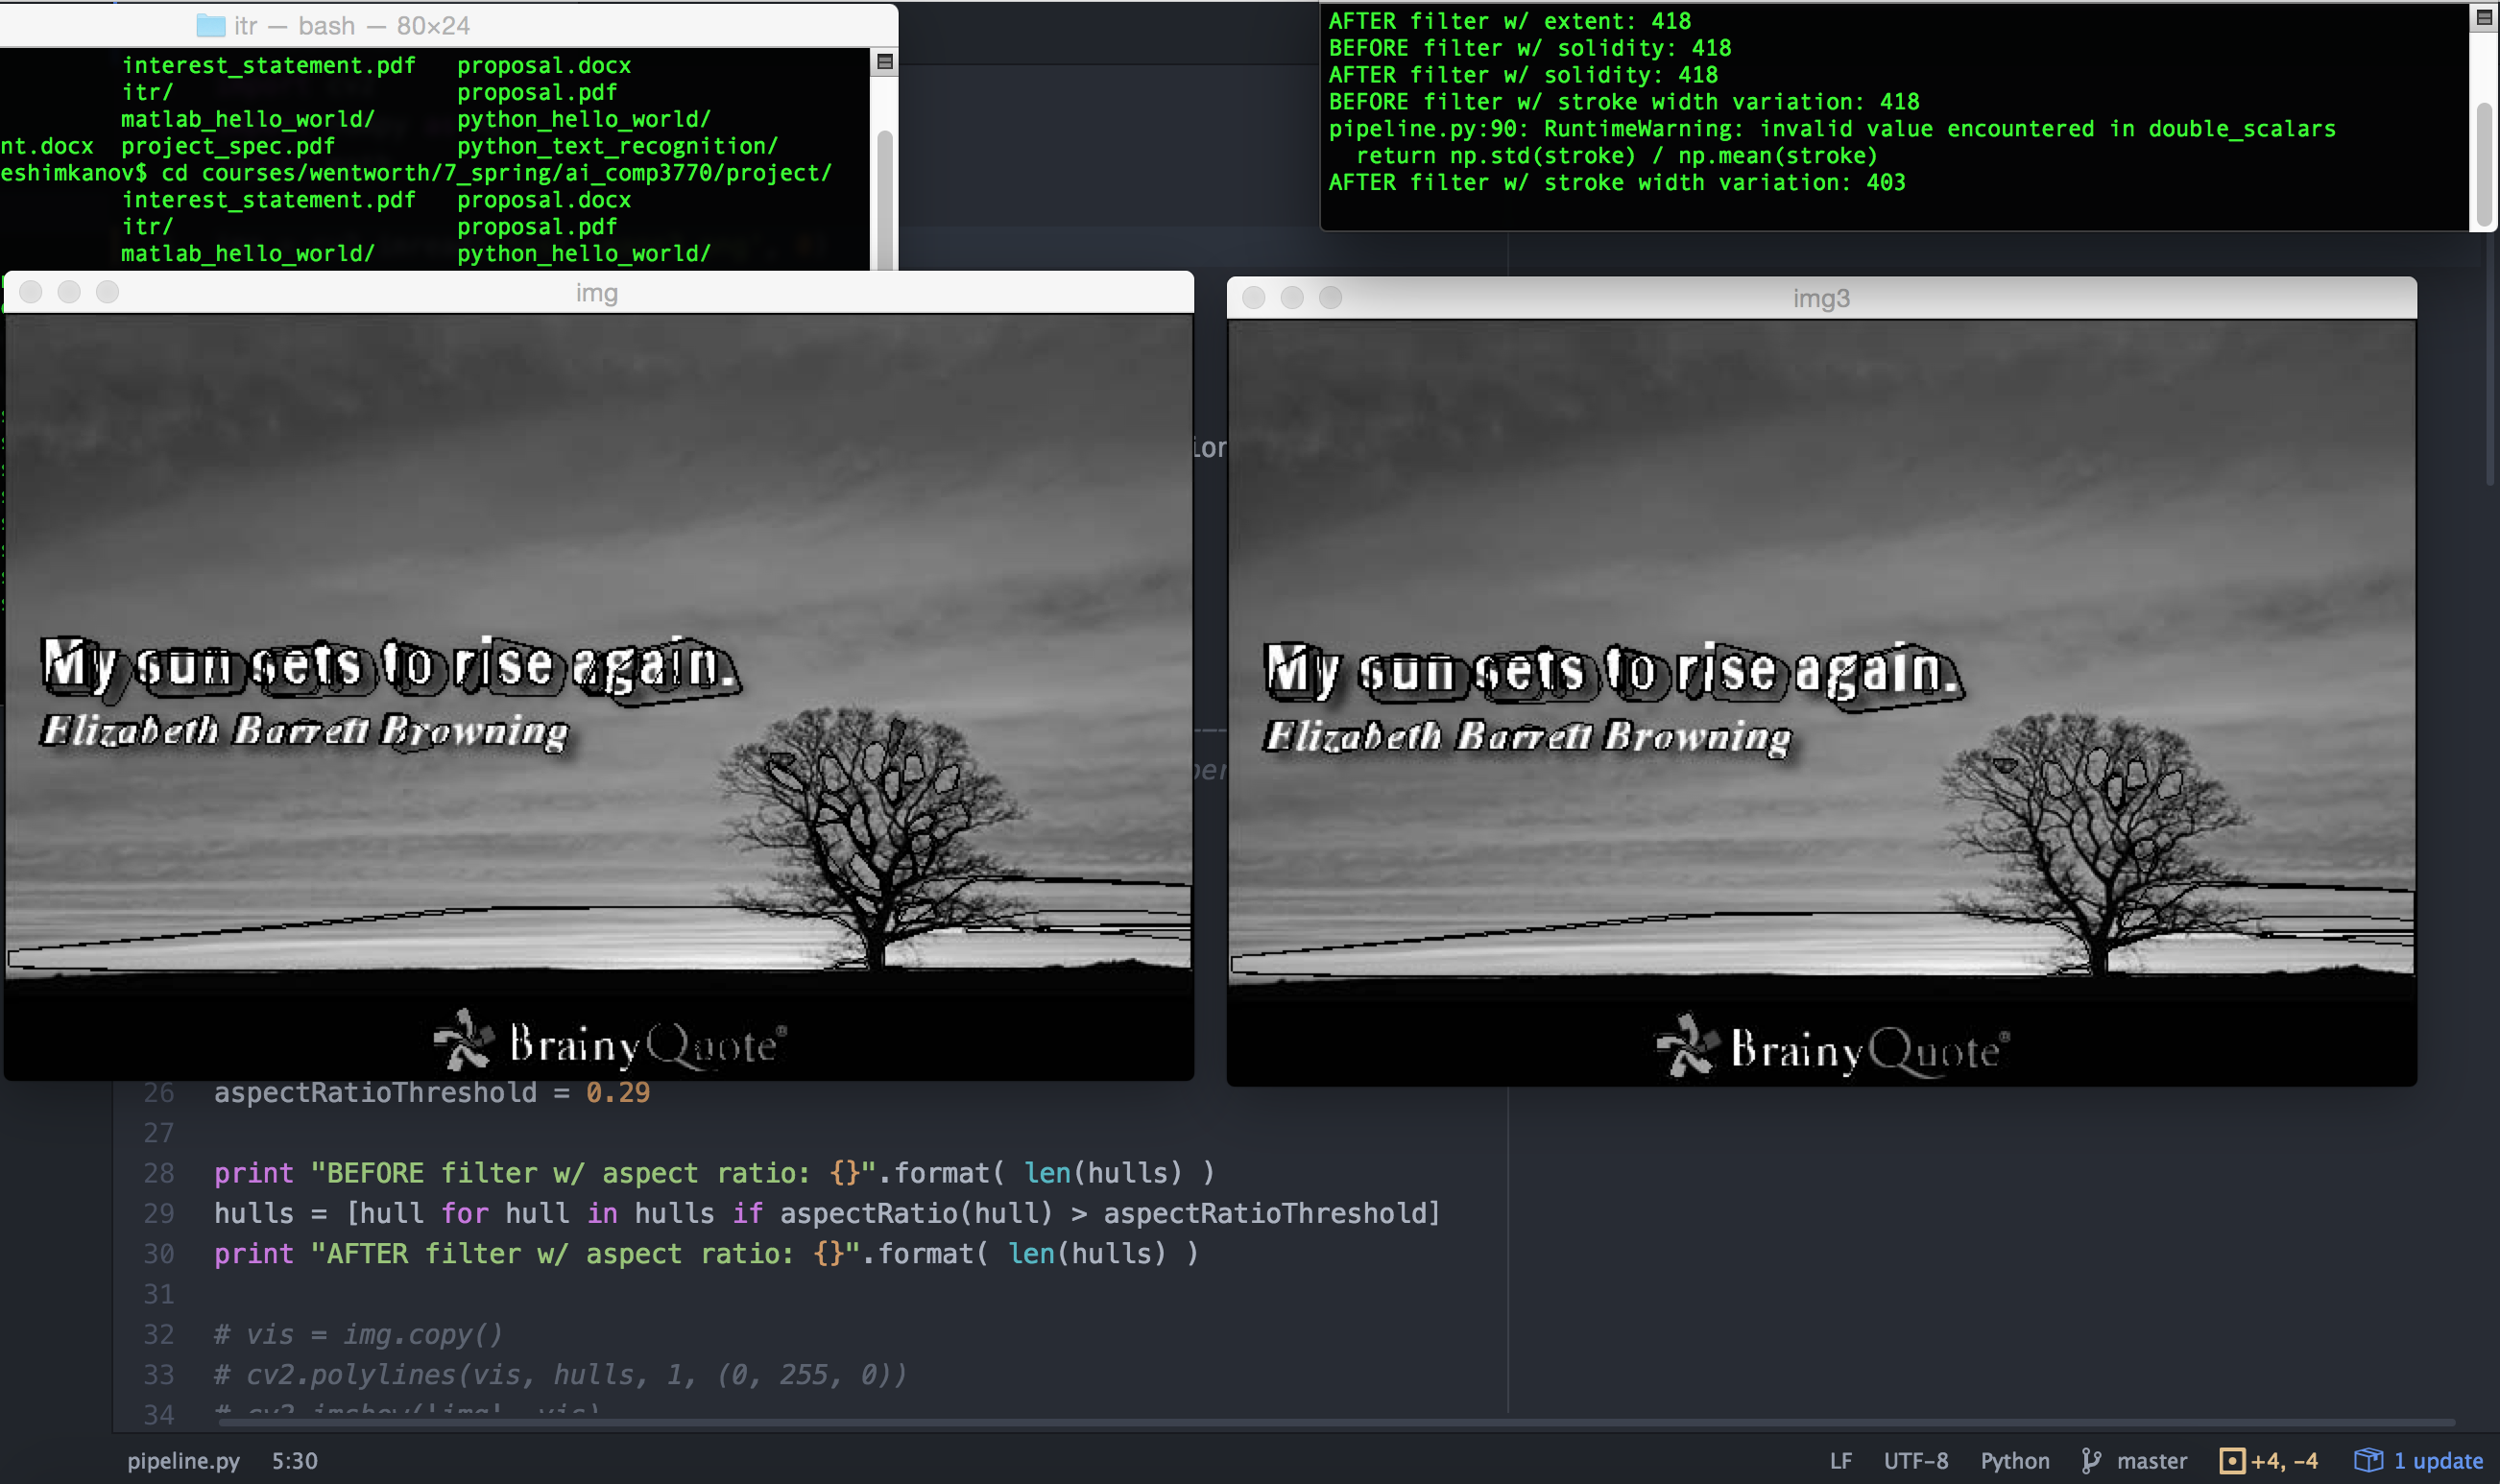 itr — bash — 80×24
interest_statement.pdf proposal.docx
itr/ proposal.pdf
matlab_hello_world/ python_hello_world/
nt.docx project_spec.pdf python_text_recognition/
eshimkanov$ cd courses/wentworth/7_spring/ai_comp3770/project/
interest_statement.pdf proposal.docx
itr/ proposal.pdf
matlab_hello_world/ python_hello_world/
AFTER filter w/ extent: 418
BEFORE filter w/ solidity: 418
AFTER filter w/ solidity: 418
BEFORE filter w/ stroke width variation: 418
pipeline.py:90: RuntimeWarning: invalid value encountered in double_scalars
return np.std(stroke) / np.mean(stroke)
AFTER filter w/ stroke width variation: 403
img
My sun sets to rise again.
Elizabeth Barrett Browning
BrainyQuote®
img3
My sun sets to rise again.
Elizabeth Barrett Browning
BrainyQuote®
26 aspectRatioThreshold = 0.29
27
28 print "BEFORE filter w/ aspect ratio: {}".format( len(hulls) )
29 hulls = [hull for hull in hulls if aspectRatio(hull) > aspectRatioThreshold]
30 print "AFTER filter w/ aspect ratio: {}".format( len(hulls) )
31
32 # vis = img.copy()
33 # cv2.polylines(vis, hulls, 1, (0, 255, 0))
34 # cv2.imshow('img', vis)
pipeline.py 5:30 LF UTF-8 Python master +4, -4 1 update